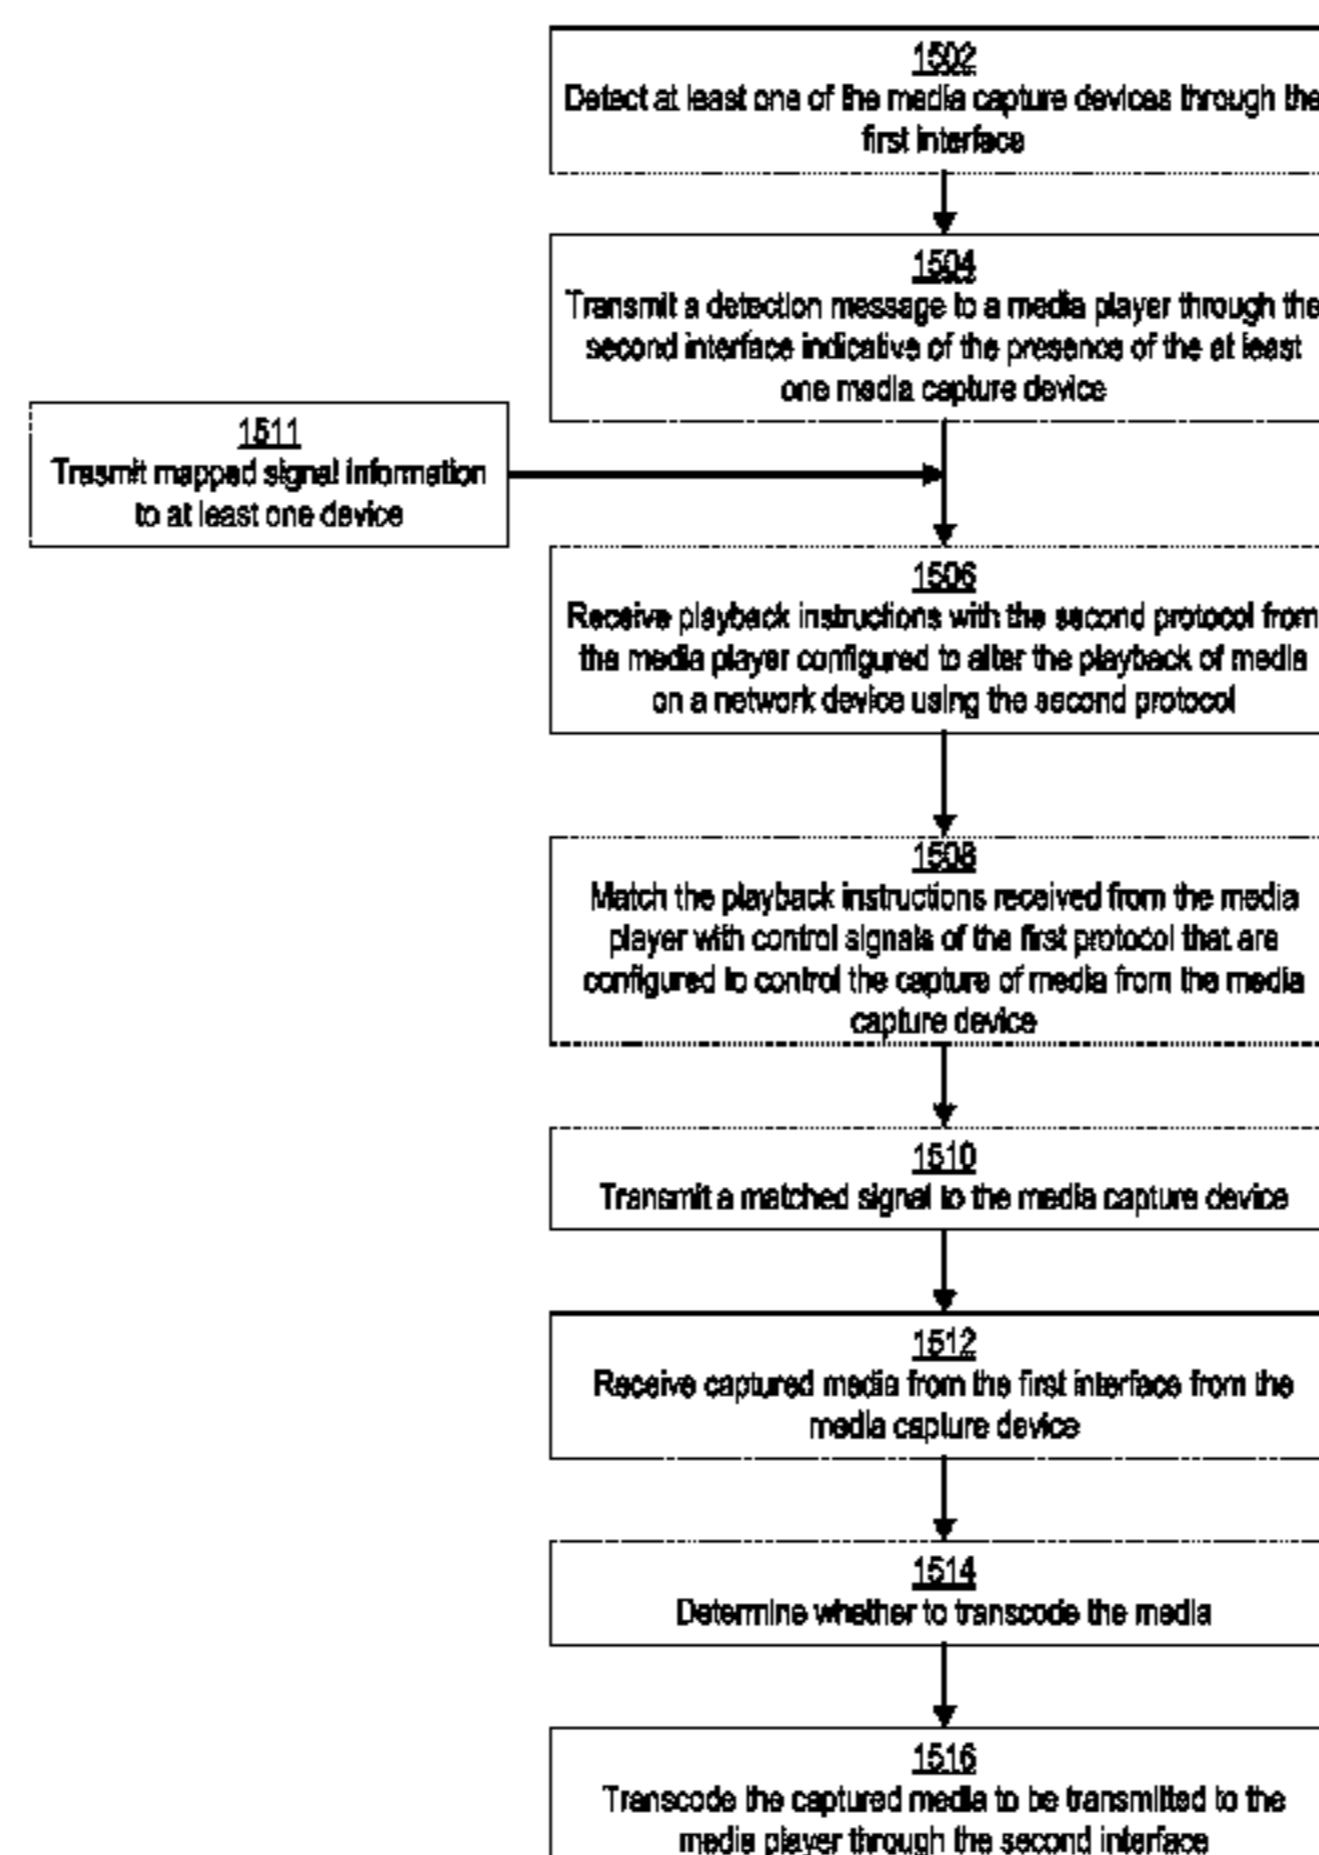 1502
Detect at least one of the media capture devices through the
first interface
1504
Transmit a detection message to a media player through the
second interface indicative of the presence of the at least
one media capture device
1511
Trasmit mapped signal information
to at least one device
1506
Receive playback instructions with the second protocol from
the media player configured to alter the playback of media
on a network device using the second protocol
1508
Match the playback instructions received from the media
player with control signals of the first protocol that are
configured to control the capture of media from the media
capture device
1510
Transmit a matched signal to the media capture device
1512
Receive captured media from the first interface from the
media capture device
1514
Determine whether to transcode the media
1516
Transcode the captured media to be transmitted to the
media player through the second interface